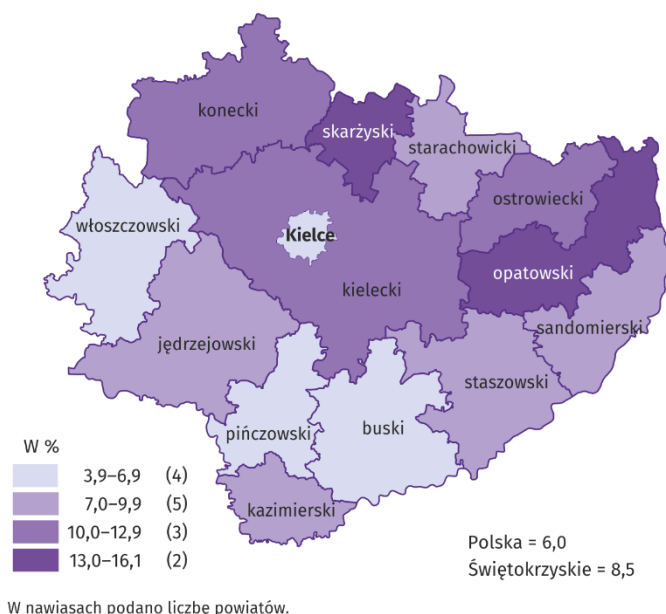 konecki
skarżyski
starachowicki
ostrowiecki
włoszczowski
Kielce
opatowski
kielecki
sandomierski
jędrzejowski
staszowski
buski
pińczowski
kazimierski
W %
3,9–6,9 (4)
7,0–9,9 (5)
10,0–12,9 (3)
13,0–16,1 (2)
Polska = 6,0
Świętokrzyskie = 8,5
W nawiasach podano liczbę powiatów.